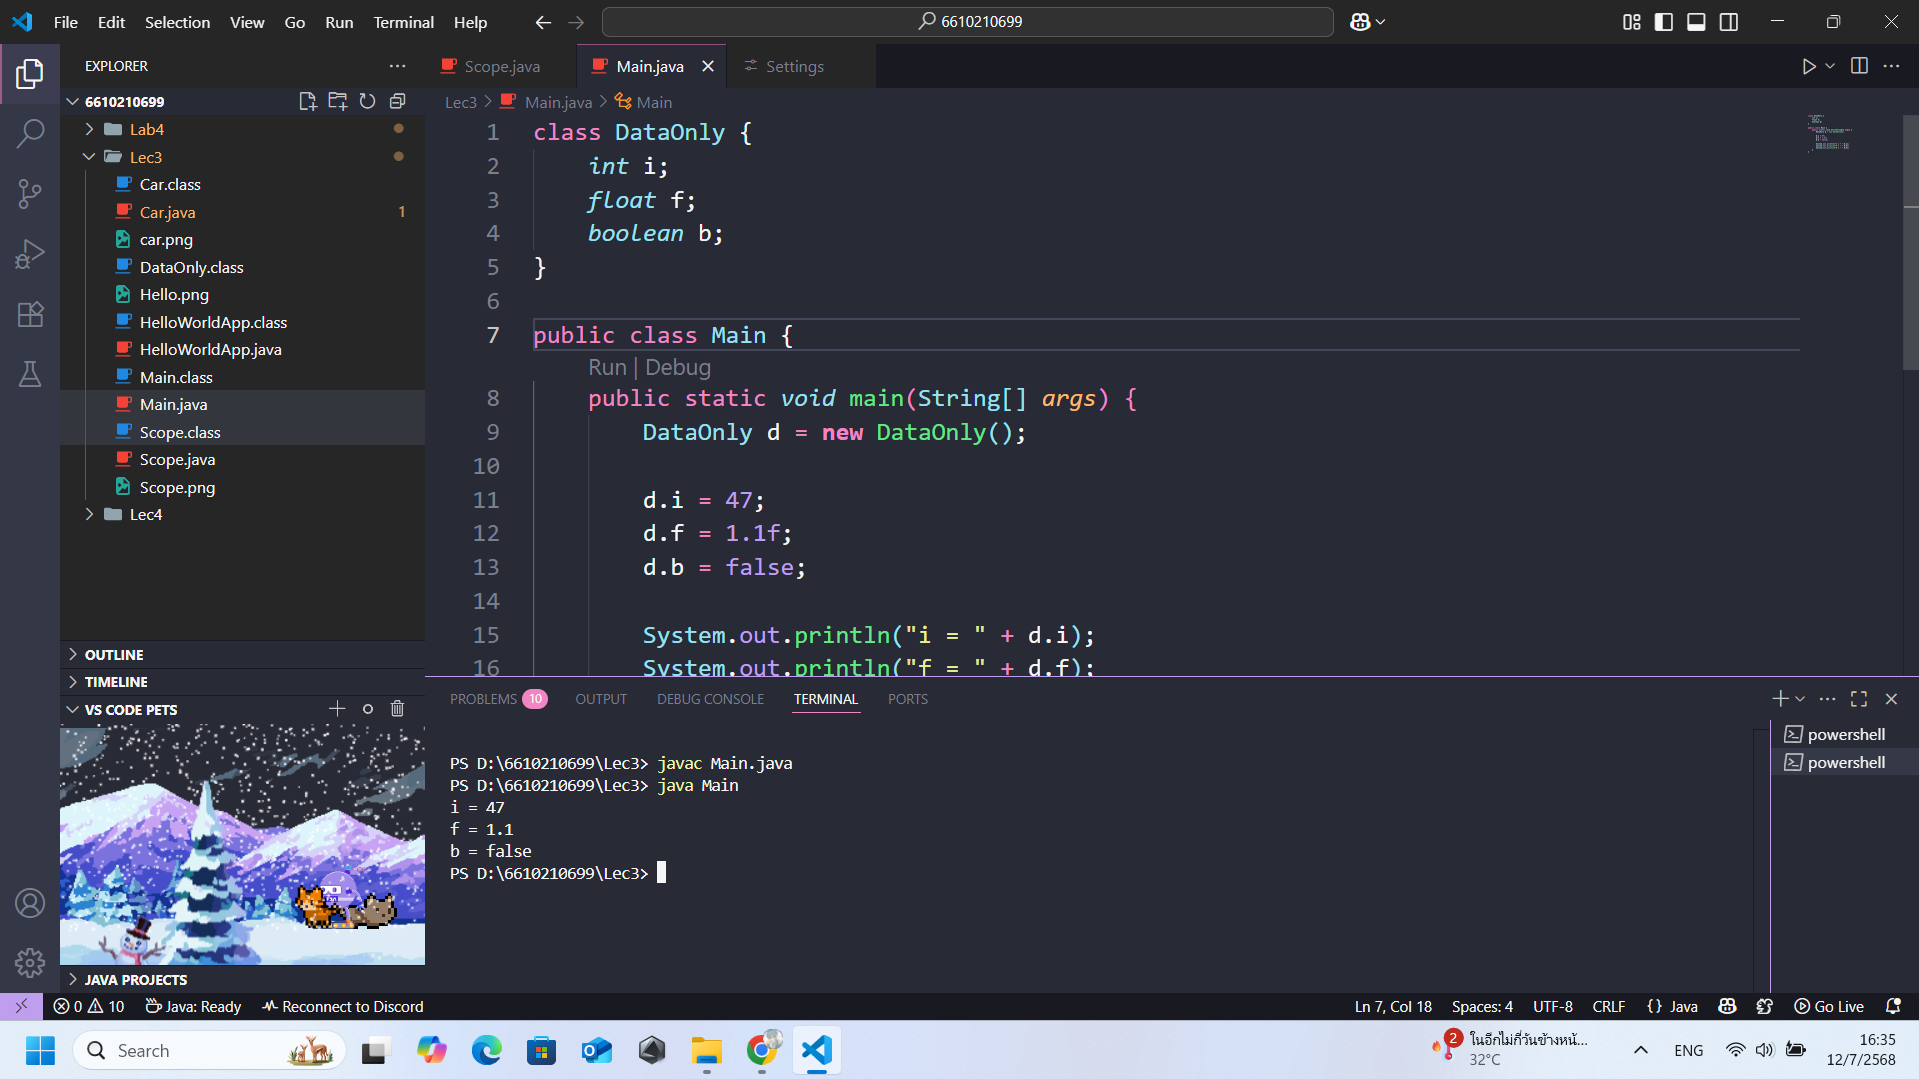 File Edit Selection View Go Run Terminal Help
6610210699
EXPLORER
6610210699
Lab4
Lec3
Car.class
Car.java 1
car.png
DataOnly.class
Hello.png
HelloWorldApp.class
HelloWorldApp.java
Main.class
Main.java
Scope.class
Scope.java
Scope.png
Lec4
OUTLINE
TIMELINE
VS CODE PETS
JAVA PROJECTS
Scope.java Main.java Settings
Lec3 > Main.java > Main
1 class DataOnly {
2 int i;
3 float f;
4 boolean b;
5 }
6
7 public class Main {
Run | Debug
8 public static void main(String[] args) {
9 DataOnly d = new DataOnly();
10
11 d.i = 47;
12 d.f = 1.1f;
13 d.b = false;
14
15 System.out.println("i = " + d.i);
16 System.out.println("f = " + d.f);
PROBLEMS 10 OUTPUT DEBUG CONSOLE TERMINAL PORTS
PS D:\6610210699\Lec3> javac Main.java
PS D:\6610210699\Lec3> java Main
i = 47
f = 1.1
b = false
PS D:\6610210699\Lec3>
powershell
powershell
0 10 Java: Ready Reconnect to Discord
Ln 7, Col 18 Spaces: 4 UTF-8 CRLF {} Java Go Live
Search
2 ในอีกไม่กี่วันข้างหน้...
32°C
ENG
16:35
12/7/2568